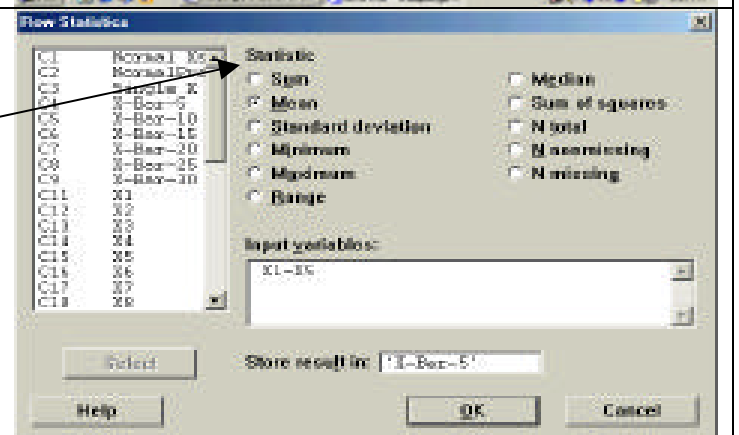 Row Statistics
C1 Normal Xs
C2
C3 Sample X
C4 X-Bar-5
C5 X-Bar-10
C6 X-Bar-15
C7 X-Bar-20
C8 X-Bar-25
C9 X-Bar-30
C11 X1
C12 X2
C13 X3
C14 X4
C15 X5
C16 X6
C17 X7
C18 X8
Select
Help
Statistic
Sum
Mean
Standard deviation
Minimum
Maximum
Range
Median
Sum of squares
N total
N nonmissing
N missing
Input variables:
X1-X5
Store result in: 'X-Bar-5'
OK
Cancel